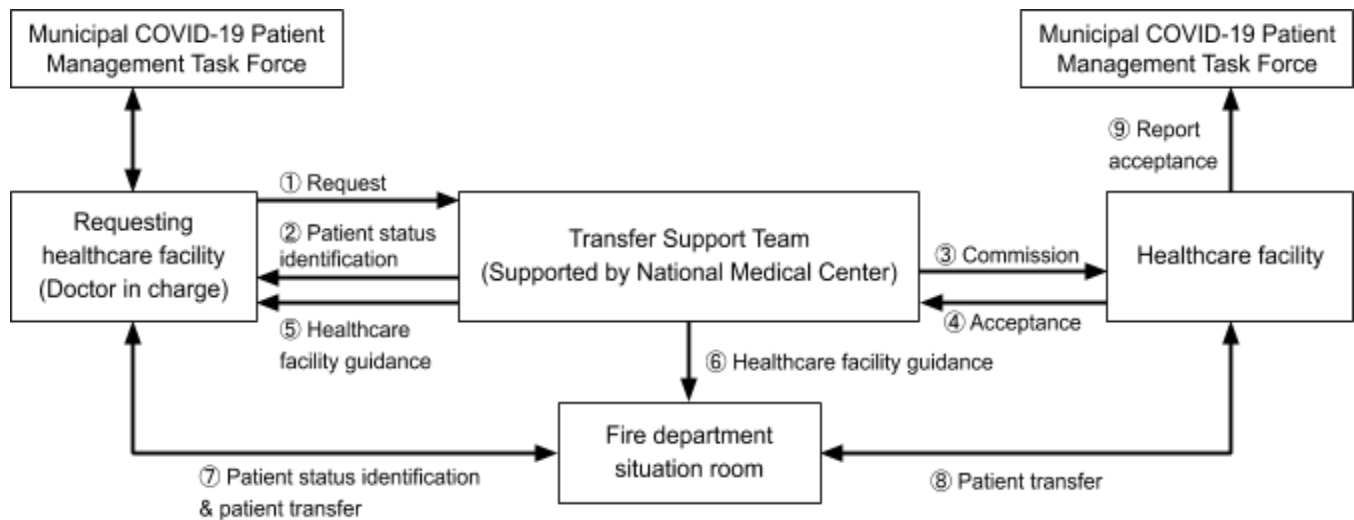 Municipal COVID-19 Patient
Management Task Force
Municipal COVID-19 Patient
Management Task Force
⑨ Report
acceptance
Requesting
healthcare facility
(Doctor in charge)
① Request
② Patient status
identification
⑤ Healthcare
facility guidance
Transfer Support Team
(Supported by National Medical Center)
③ Commission
④ Acceptance
Healthcare facility
⑥ Healthcare facility guidance
Fire department
situation room
⑦ Patient status identification
& patient transfer
⑧ Patient transfer